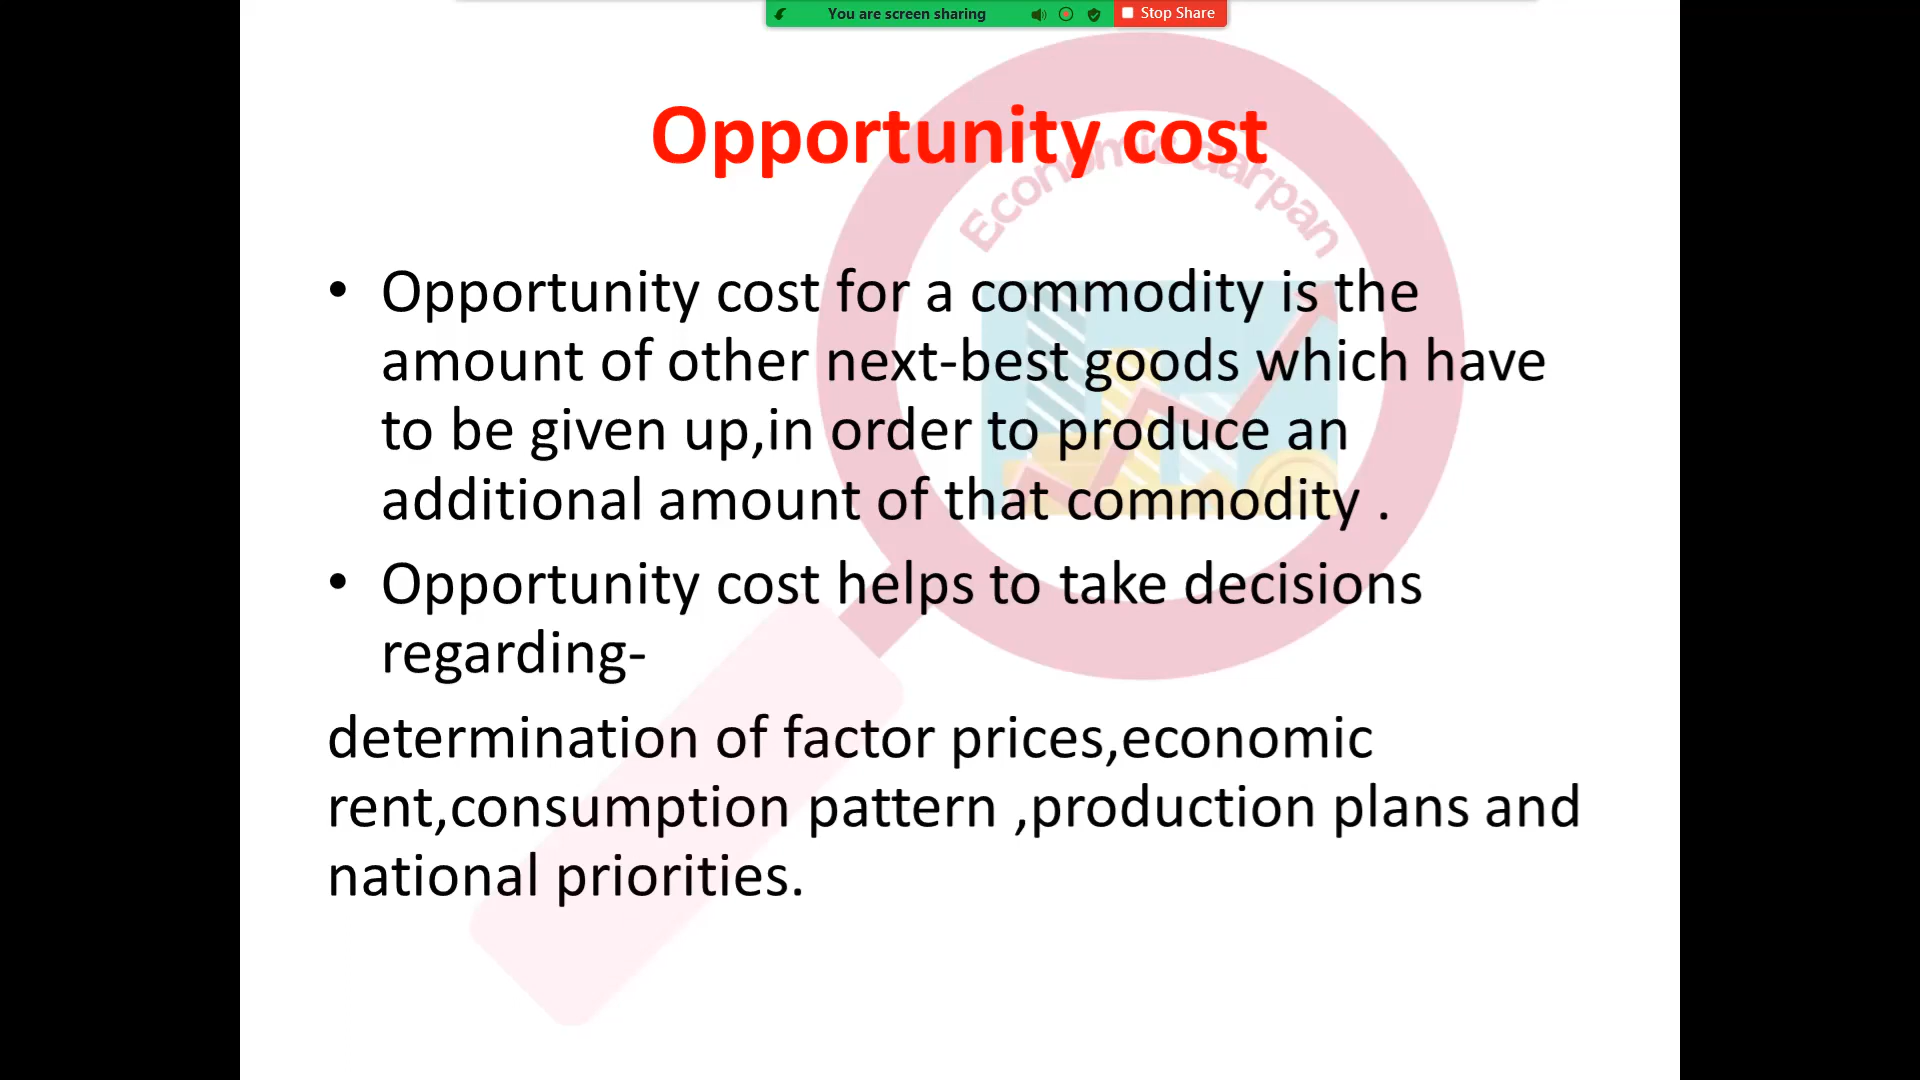 You are screen sharing
Stop Share
Opportunity cost
Economic darpan
• Opportunity cost for a commodity is the
amount of other next-best goods which have
to be given up,in order to produce an
additional amount of that commodity .
• Opportunity cost helps to take decisions
regarding-
determination of factor prices,economic
rent,consumption pattern ,production plans and
national priorities.